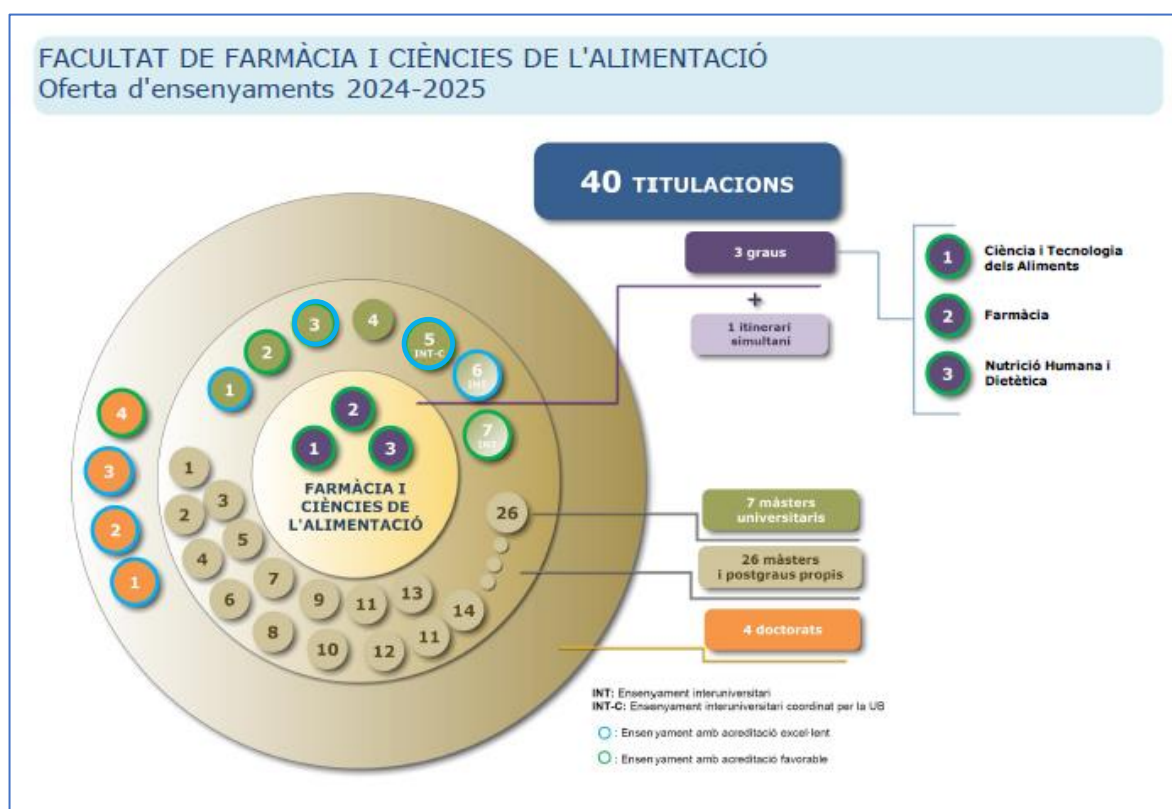 FACULTAT DE FARMÀCIA I CIÈNCIES DE L'ALIMENTACIÓ
Oferta d'ensenyaments 2024-2025
40 TITULACIONS
3 graus
+
1 itinerari
simultani
1
Ciència i Tecnologia
dels Aliments
2
Farmàcia
3
Nutrició Humana i
Dietètica
1
2
3
4
5
INT-C
6
INT
7
INT
4
3
2
1
2
1
3
FARMÀCIA I
CIÈNCIES DE
L'ALIMENTACIÓ
1
2
3
4
5
6
7
8
9
10
11
12
13
11
14
26
7 màsters
universitaris
26 màsters
i postgraus propis
4 doctorats
INT: Ensenyament interuniversitari
INT-C: Ensenyament interuniversitari coordinat per la UB
: Ensenyament amb acreditació excel·lent
: Ensenyament amb acreditació favorable